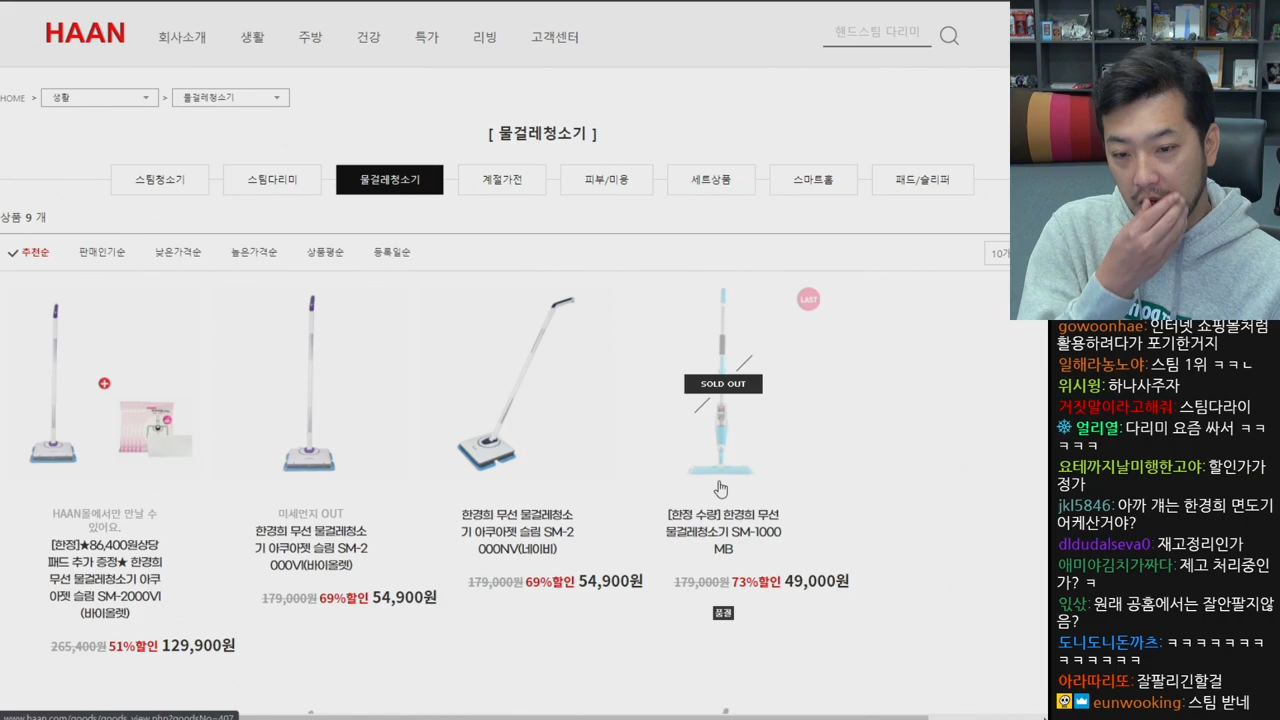 HAAN
회사소개
생활
주방
건강
특가
리빙
고객센터
핸드스팀 다리미
HOME > 생활 > 물걸레청소기
[ 물걸레청소기 ]
스팀청소기
스팀다리미
물걸레청소기
계절가전
피부/미용
세트상품
스마트홈
패드/슬리퍼
상품 9 개
추천순
판매인기순
낮은가격순
높은가격순
상품평순
등록일순
10개
HAAN몰에서만 만날 수
있어요.
[한정]★86,400원상당
패드 추가 증정★ 한경희
무선 물걸레청소기 아쿠
아젯 슬림 SM-2000VI
(바이올렛)
265,400원 51%할인 129,900원
미세먼지 OUT
한경희 무선 물걸레청소
기 아쿠아젯 슬림 SM-2
000VI(바이올렛)
179,000원 69%할인 54,900원
한경희 무선 물걸레청소
기 아쿠아젯 슬림 SM-2
000NV(네이비)
179,000원 69%할인 54,900원
LAST
SOLD OUT
[한정 수량] 한경희 무선
물걸레청소기 SM-1000
MB
179,000원 73%할인 49,000원
품절
www.haan.com/goods/goods_view.php?goodsNo=407
gowoonhae: 인터넷 쇼핑몰처럼
활용하려다가 포기한거지
일해라농노야: 스팀 1위 ㅋㅋㄴ
위시윙: 하나사주자
거짓말이라고해줘: 스팀다라이
얼리열: 다리미 요즘 싸서 ㅋㅋ
ㅋㅋㅋㅋ
요테까지날미행한고야: 할인가가
정가
jkl5846: 아까 걔는 한경희 면도기
어케산거야?
dldudalseva0: 재고정리인가
애미야김치가짜다: 제고 처리중인
가? ㅋ
잆삯: 원래 공홈에서는 잘안팔지않
음?
도니도니돈까츠: ㅋㅋㅋㅋㅋㅋㅋ
ㅋㅋㅋㅋㅋㅋ
아라따리또: 잘팔리긴할걸
eunwooking: 스팀 받네